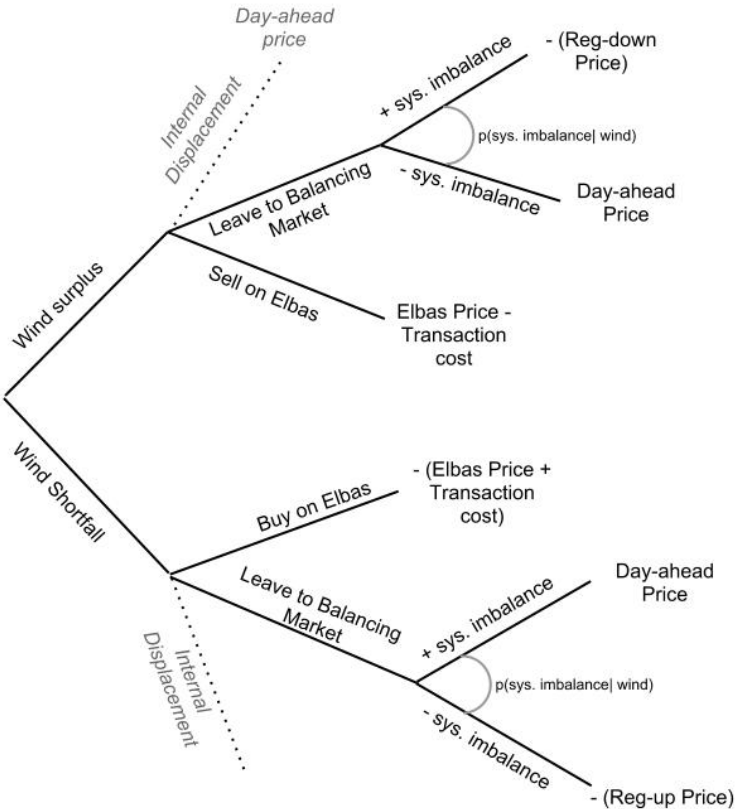 Day-ahead
price
Internal
Displacement
+ sys. imbalance
- (Reg-down
Price)
p(sys. imbalance| wind)
- sys. imbalance
Day-ahead
Price
Leave to Balancing
Market
Sell on Elbas
Elbas Price -
Transaction
cost
Wind surplus
Wind Shortfall
Buy on Elbas
- (Elbas Price +
Transaction
cost)
Leave to Balancing
Market
+ sys. imbalance
Day-ahead
Price
p(sys. imbalance| wind)
- sys. imbalance
- (Reg-up Price)
Internal
Displacement